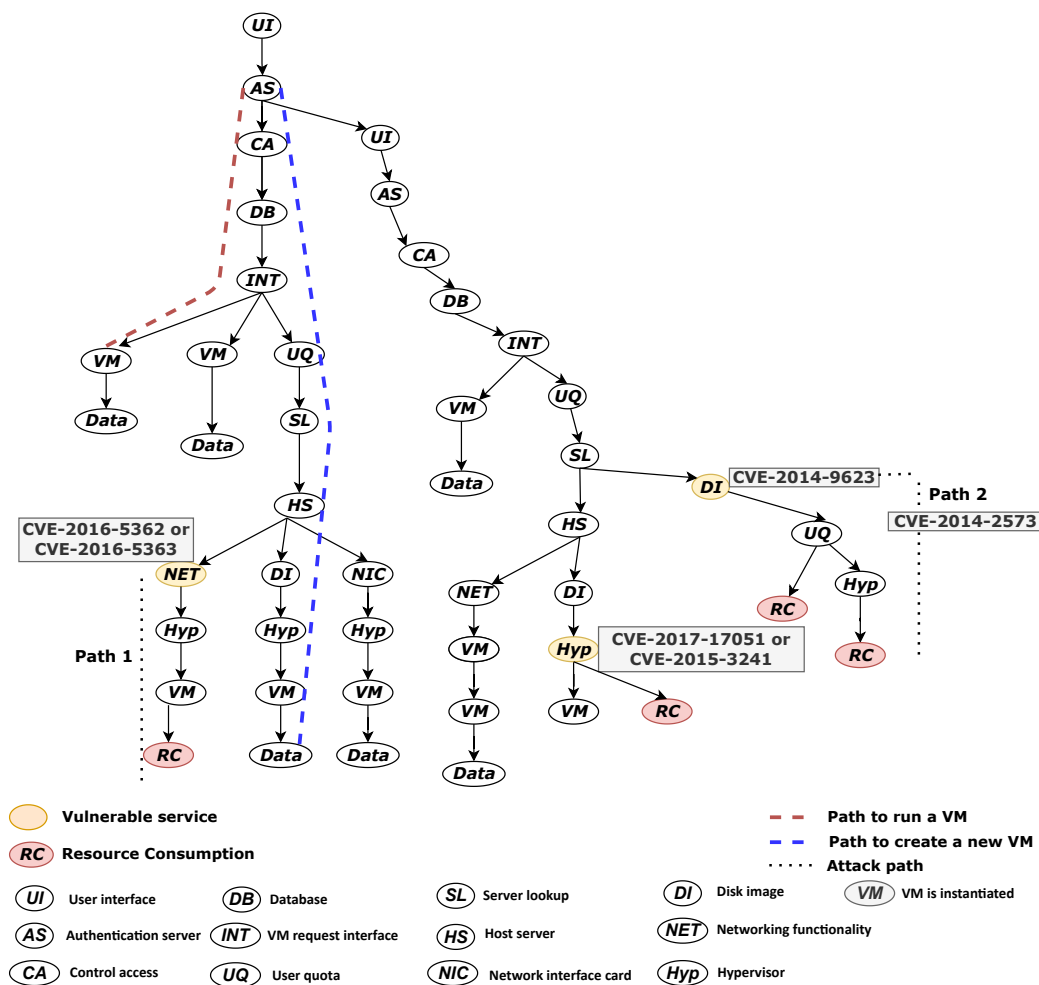 UI
AS
CA
UI
AS
DB
CA
INT
DB
INT
VM
VM
UQ
UQ
VM
Data
SL
Data
SL
Data
DI
CVE-2014-9623
Path 2
HS
CVE-2014-2573
CVE-2016-5362 or
CVE-2016-5363
HS
UQ
NET
DI
NIC
NET
DI
Hyp
RC
Hyp
Hyp
Hyp
Path 1
VM
Hyp
CVE-2017-17051 or
CVE-2015-3241
RC
VM
VM
VM
VM
VM
RC
RC
Data
Data
Data
Vulnerable service
Path to run a VM
Path to create a new VM
RC Resource Consumption
Attack path
UI User interface
DB Database
SL Server lookup
DI Disk image
VM VM is instantiated
AS Authentication server
INT VM request interface
HS Host server
NET Networking functionality
CA Control access
UQ User quota
NIC Network interface card
Hyp Hypervisor